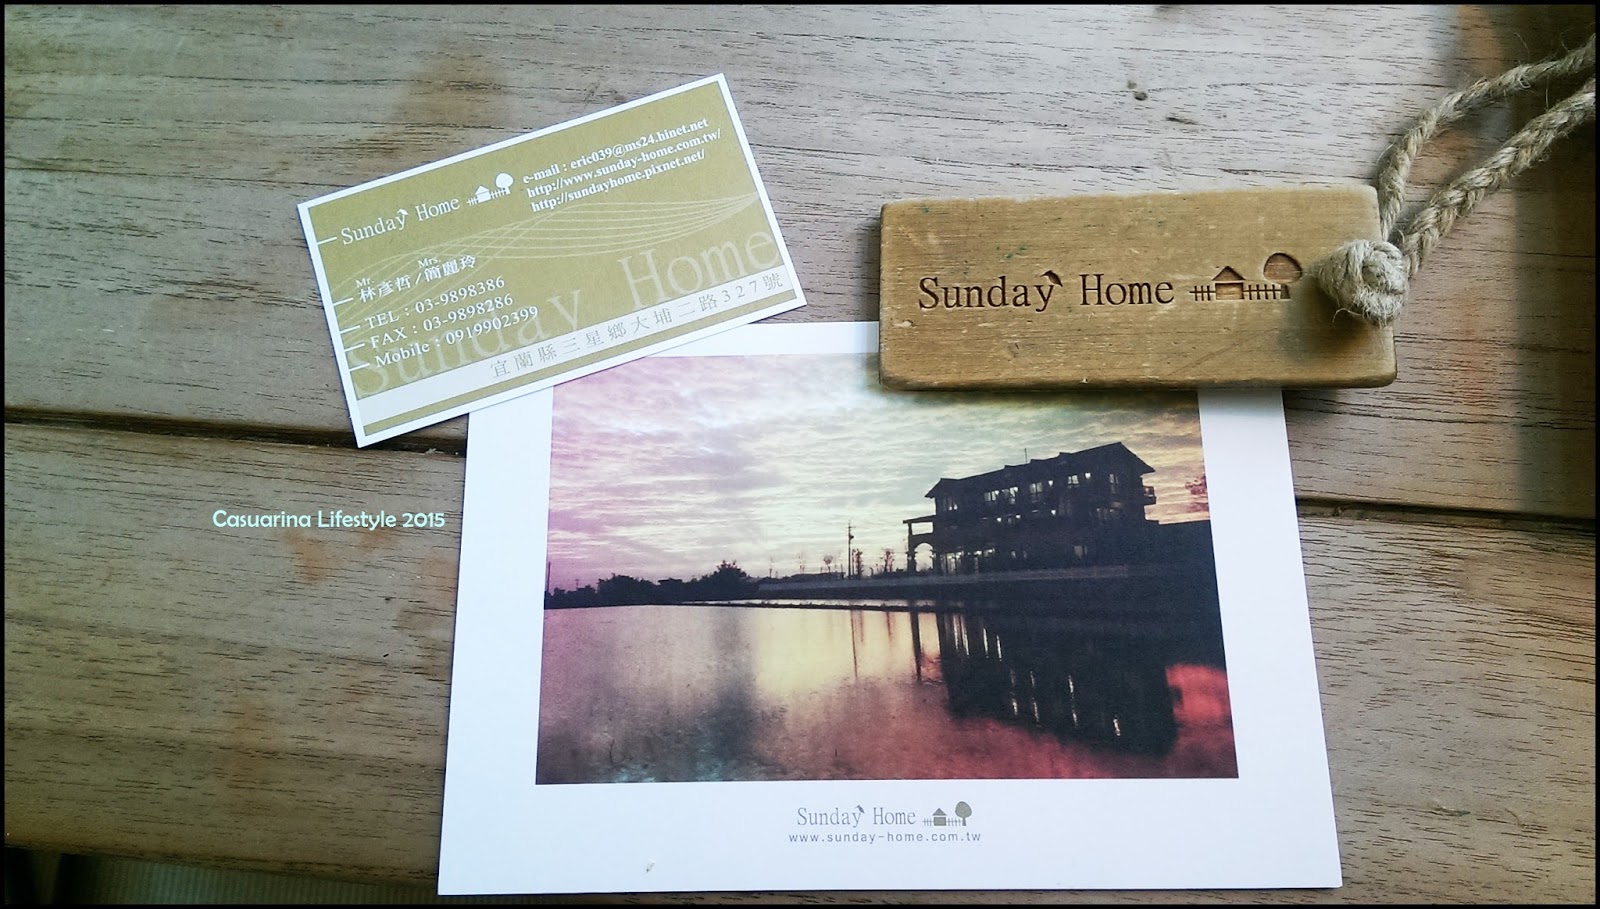 e-mail : eric039@ms24.hinet.net
http://www.sunday-home.com.tw/
http://sundayhome.pixnet.net/
Sunday Home
Mr. Mrs.
林彥哲/簡麗玲
TEL : 03-9898386
FAX : 03-9898286
Mobile : 0919902399
Sunday Home
宜蘭縣三星鄉大埔二路327號
Sunday Home
Casuarina Lifestyle 2015
Sunday Home
www.sunday-home.com.tw